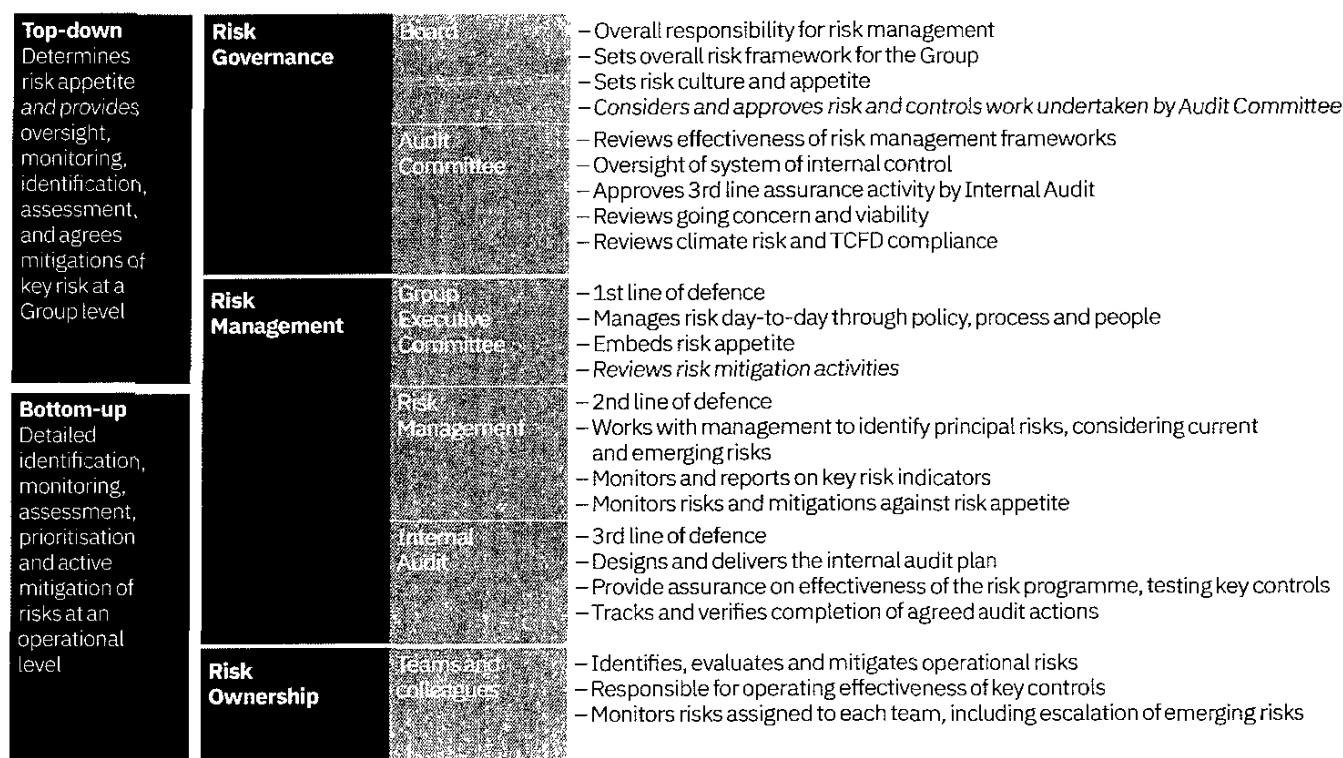 Top-down
Determines
risk appetite
and provides
oversight,
monitoring,
identification,
assessment,
and agrees
mitigations of
key risk at a
Group level
Bottom-up
Detailed
identification,
monitoring,
assessment,
prioritisation
and active
mitigation of
risks at an
operational
level
Risk
Governance
Board
– Overall responsibility for risk management
– Sets overall risk framework for the Group
– Sets risk culture and appetite
– Considers and approves risk and controls work undertaken by Audit Committee
Audit
Committee
– Reviews effectiveness of risk management frameworks
– Oversight of system of internal control
– Approves 3rd line assurance activity by Internal Audit
– Reviews going concern and viability
– Reviews climate risk and TCFD compliance
Risk
Management
Group
Executive
Committee
– 1st line of defence
– Manages risk day-to-day through policy, process and people
– Embeds risk appetite
– Reviews risk mitigation activities
Risk
Management
– 2nd line of defence
– Works with management to identify principal risks, considering current
and emerging risks
– Monitors and reports on key risk indicators
– Monitors risks and mitigations against risk appetite
Internal
Audit
– 3rd line of defence
– Designs and delivers the internal audit plan
– Provide assurance on effectiveness of the risk programme, testing key controls
– Tracks and verifies completion of agreed audit actions
Risk
Ownership
Teams and
colleagues
– Identifies, evaluates and mitigates operational risks
– Responsible for operating effectiveness of key controls
– Monitors risks assigned to each team, including escalation of emerging risks